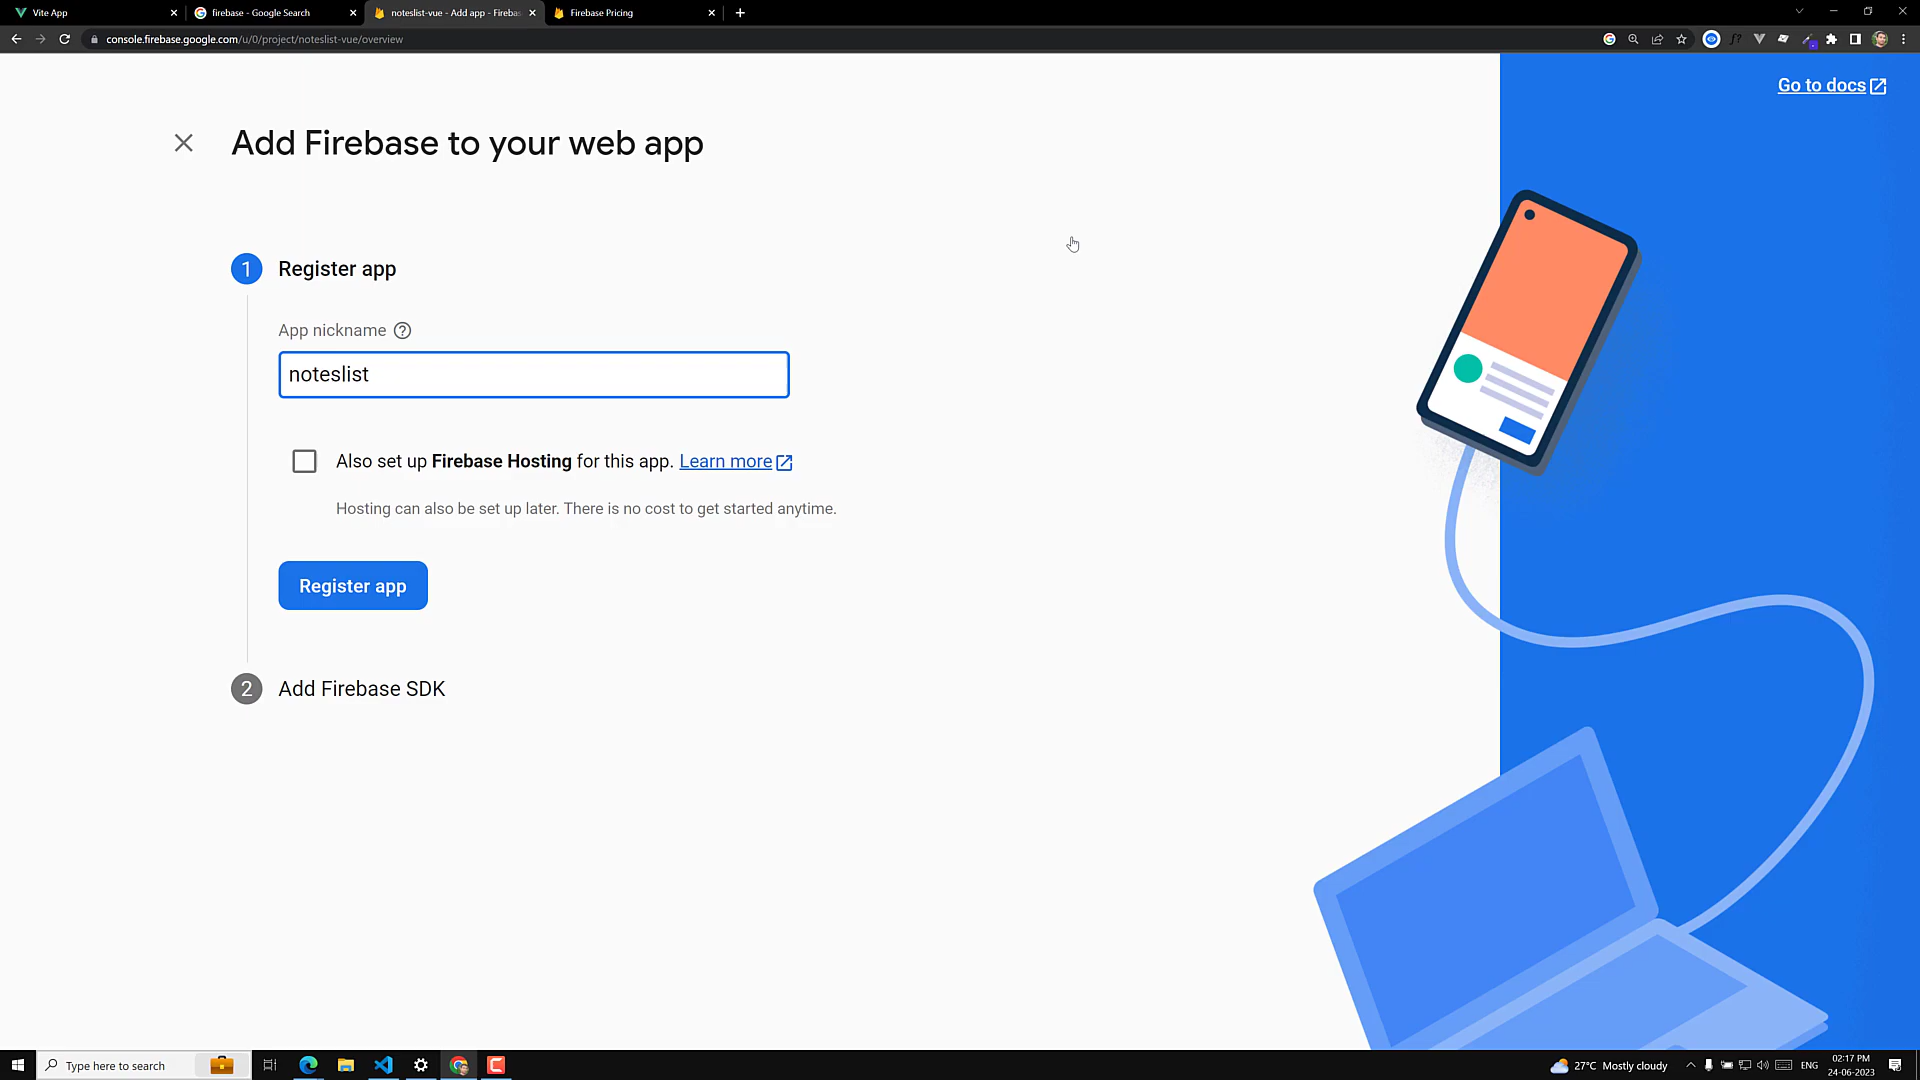 Vite App
firebase - Google Search
noteslist-vue - Add app - Fireba
Firebase Pricing
console.firebase.google.com/u/0/project/noteslist-vue/overview
Go to docs
Add Firebase to your web app
1 Register app
App nickname
noteslist
Also set up Firebase Hosting for this app. Learn more
Hosting can also be set up later. There is no cost to get started anytime.
Register app
2 Add Firebase SDK
Type here to search
27°C Mostly cloudy
ENG
02:17 PM
24-06-2023